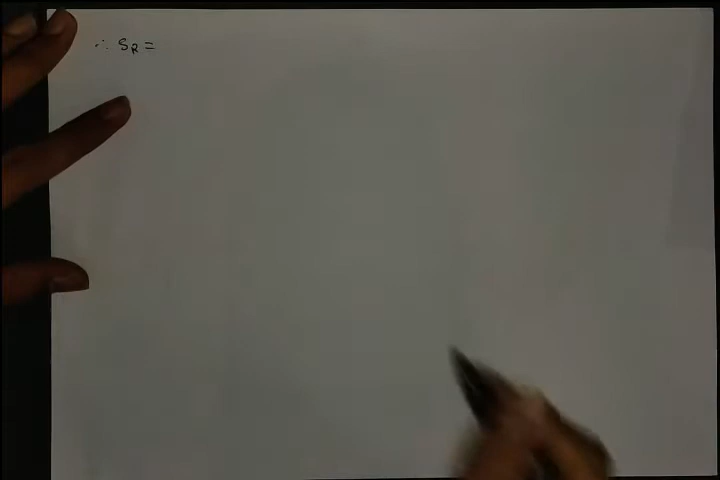 ∴ S_R =